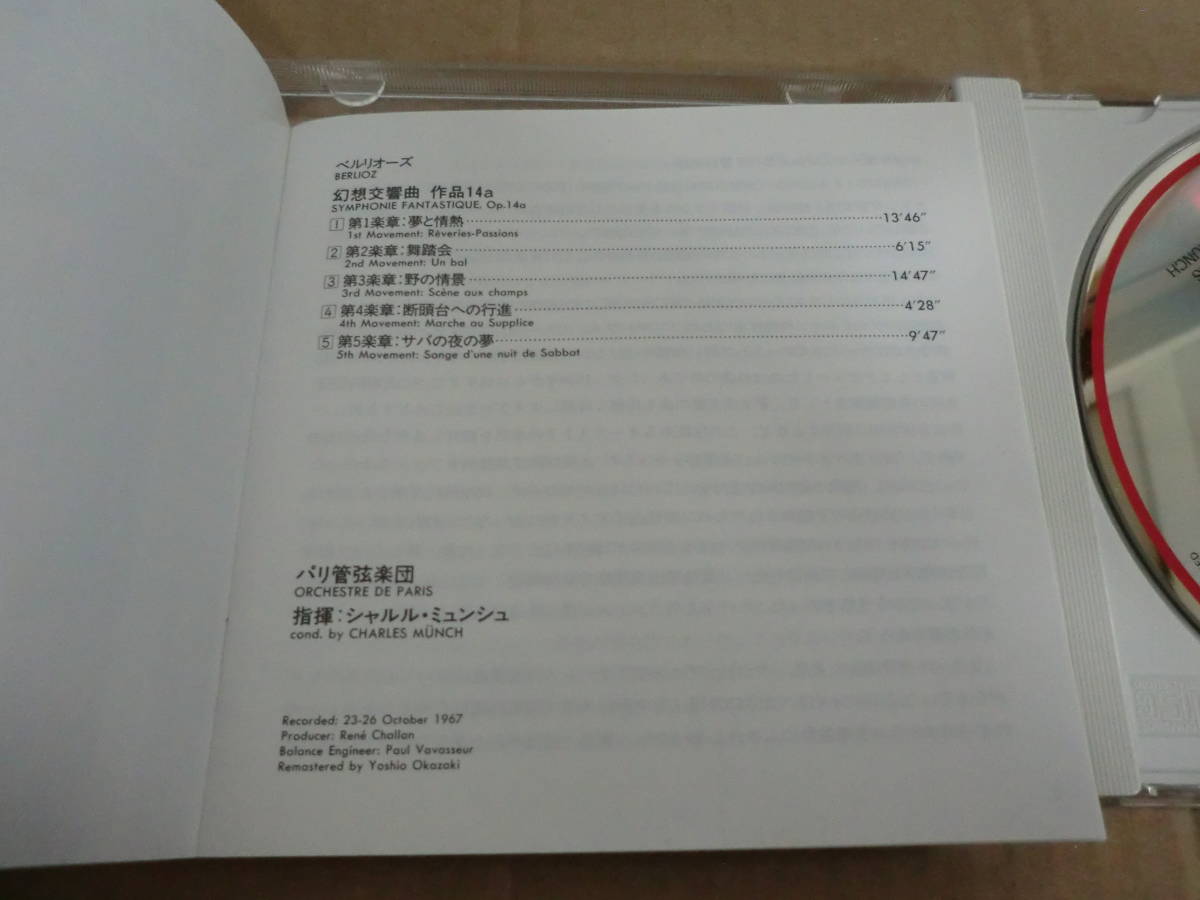 ベルリオーズ
BERLIOZ
幻想交響曲 作品14a
SYMPHONIE FANTASTIQUE, Op.14a
1 第1楽章:夢と情熱 13′46″
1st Movement: Rêveries-Passions
2 第2楽章:舞踏会 6′15″
2nd Movement: Un bal
3 第3楽章:野の情景 14′47″
3rd Movement: Scène aux champs
4 第4楽章:断頭台への行進 4′28″
4th Movement: Marche au Supplice
5 第5楽章:サバの夜の夢 9′47″
5th Movement: Songe d'une nuit de Sabbat
パリ管弦楽団
ORCHESTRE DE PARIS
指揮:シャルル・ミュンシュ
cond. by CHARLES MÜNCH
Recorded: 23-26 October 1967
Producer: René Challan
Balance Engineer: Paul Vavasseur
Remastered by Yoshio Okazaki